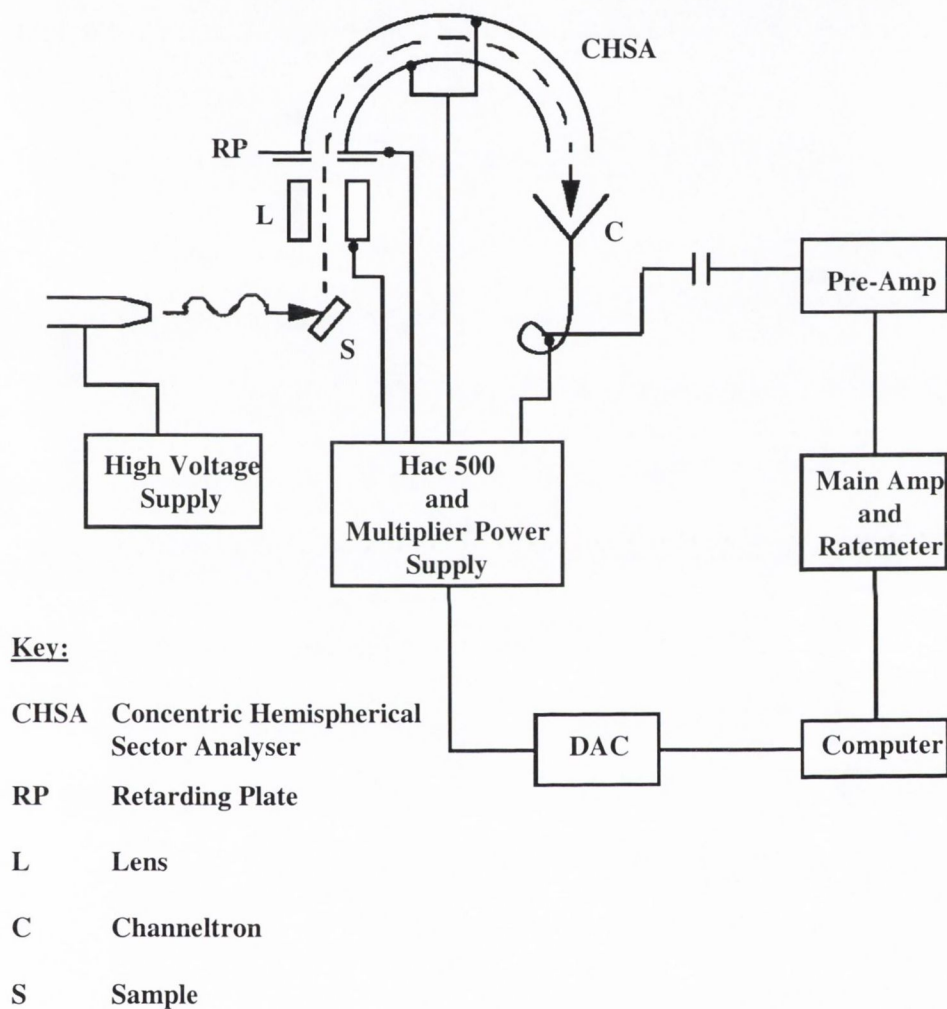 CHSA
RP
L
C
Pre-Amp
S
High Voltage
Supply
Hac 500
and
Multiplier Power
Supply
Main Amp
and
Ratemeter
Key:
CHSA Concentric Hemispherical
Sector Analyser
DAC
Computer
RP Retarding Plate
L Lens
C Channeltron
S Sample